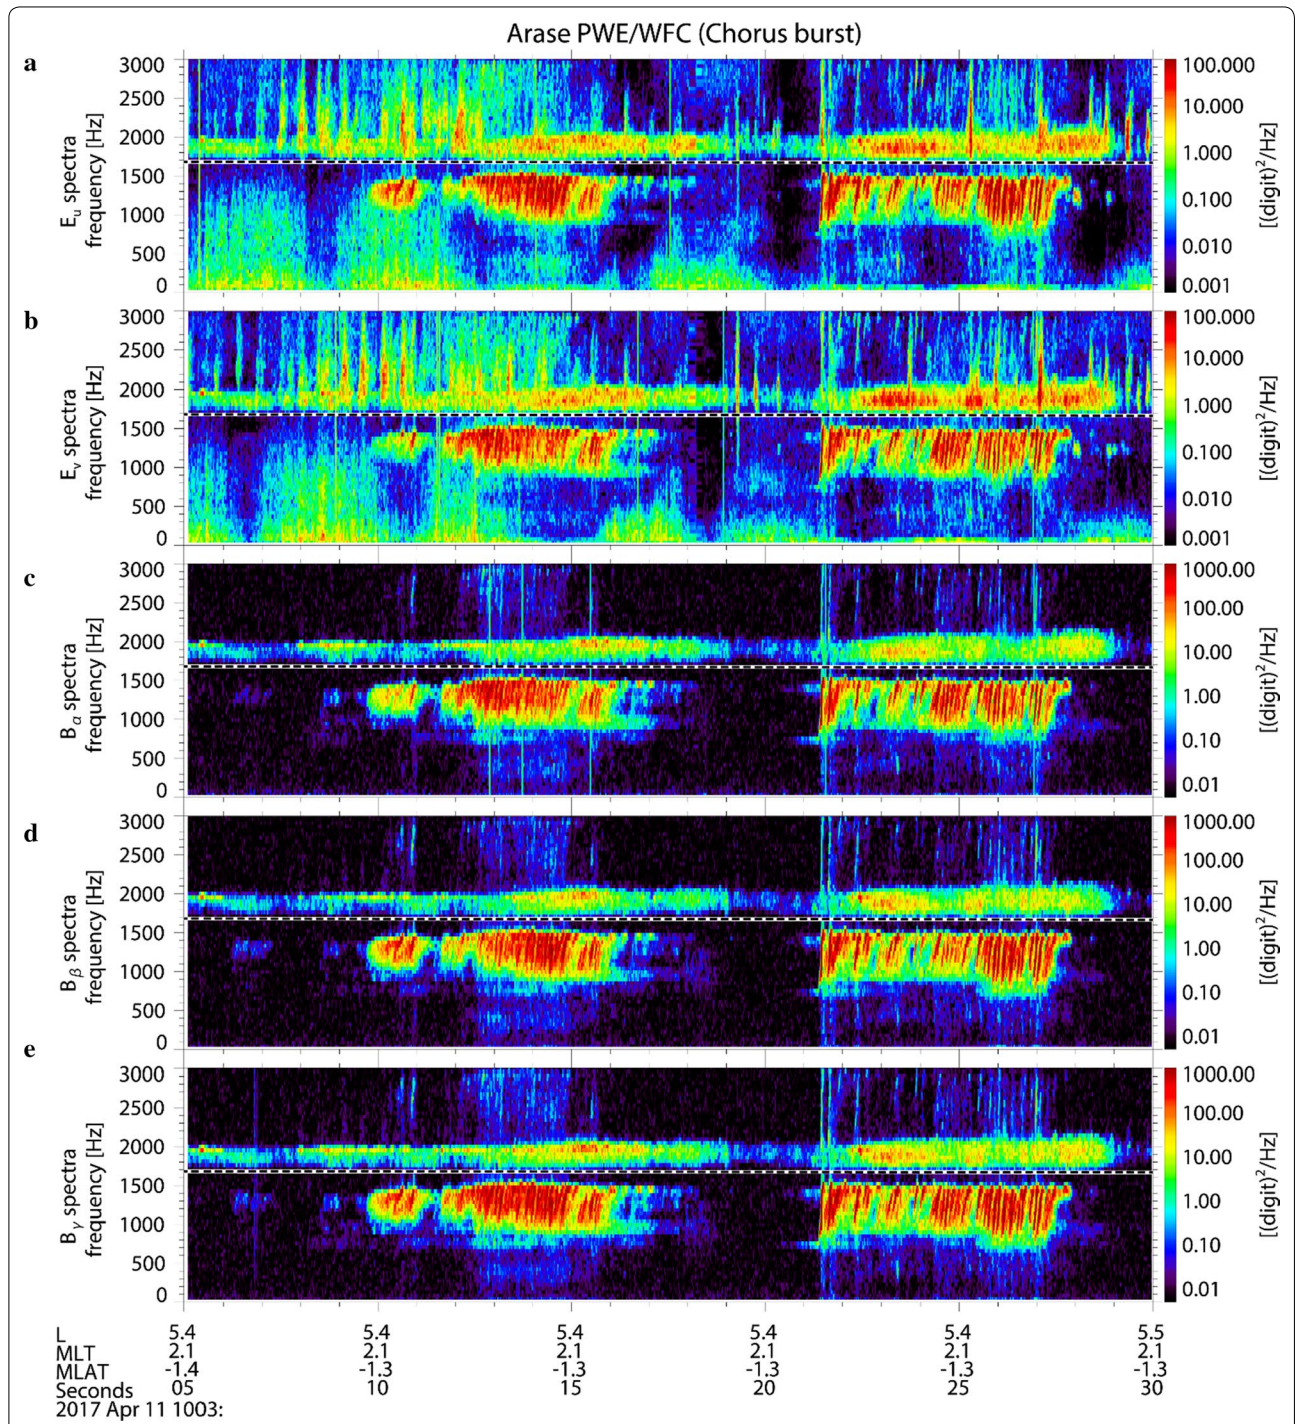 Arase PWE/WFC (Chorus burst)
a
E_u spectra
frequency [Hz]
3000
2500
2000
1500
1000
500
0
100.000
10.000
1.000
0.100
0.010
0.001
[(digit)²/Hz]
b
E_v spectra
frequency [Hz]
3000
2500
2000
1500
1000
500
0
100.000
10.000
1.000
0.100
0.010
0.001
[(digit)²/Hz]
c
B_α spectra
frequency [Hz]
3000
2500
2000
1500
1000
500
0
1000.00
100.00
10.00
1.00
0.10
0.01
[(digit)²/Hz]
d
B_β spectra
frequency [Hz]
3000
2500
2000
1500
1000
500
0
1000.00
100.00
10.00
1.00
0.10
0.01
[(digit)²/Hz]
e
B_γ spectra
frequency [Hz]
3000
2500
2000
1500
1000
500
0
1000.00
100.00
10.00
1.00
0.10
0.01
[(digit)²/Hz]
L 5.4 5.4 5.4 5.4 5.4 5.5
MLT 2.1 2.1 2.1 2.1 2.1 2.1
MLAT -1.4 -1.3 -1.3 -1.3 -1.3 -1.3
Seconds 05 10 15 20 25 30
2017 Apr 11 1003: